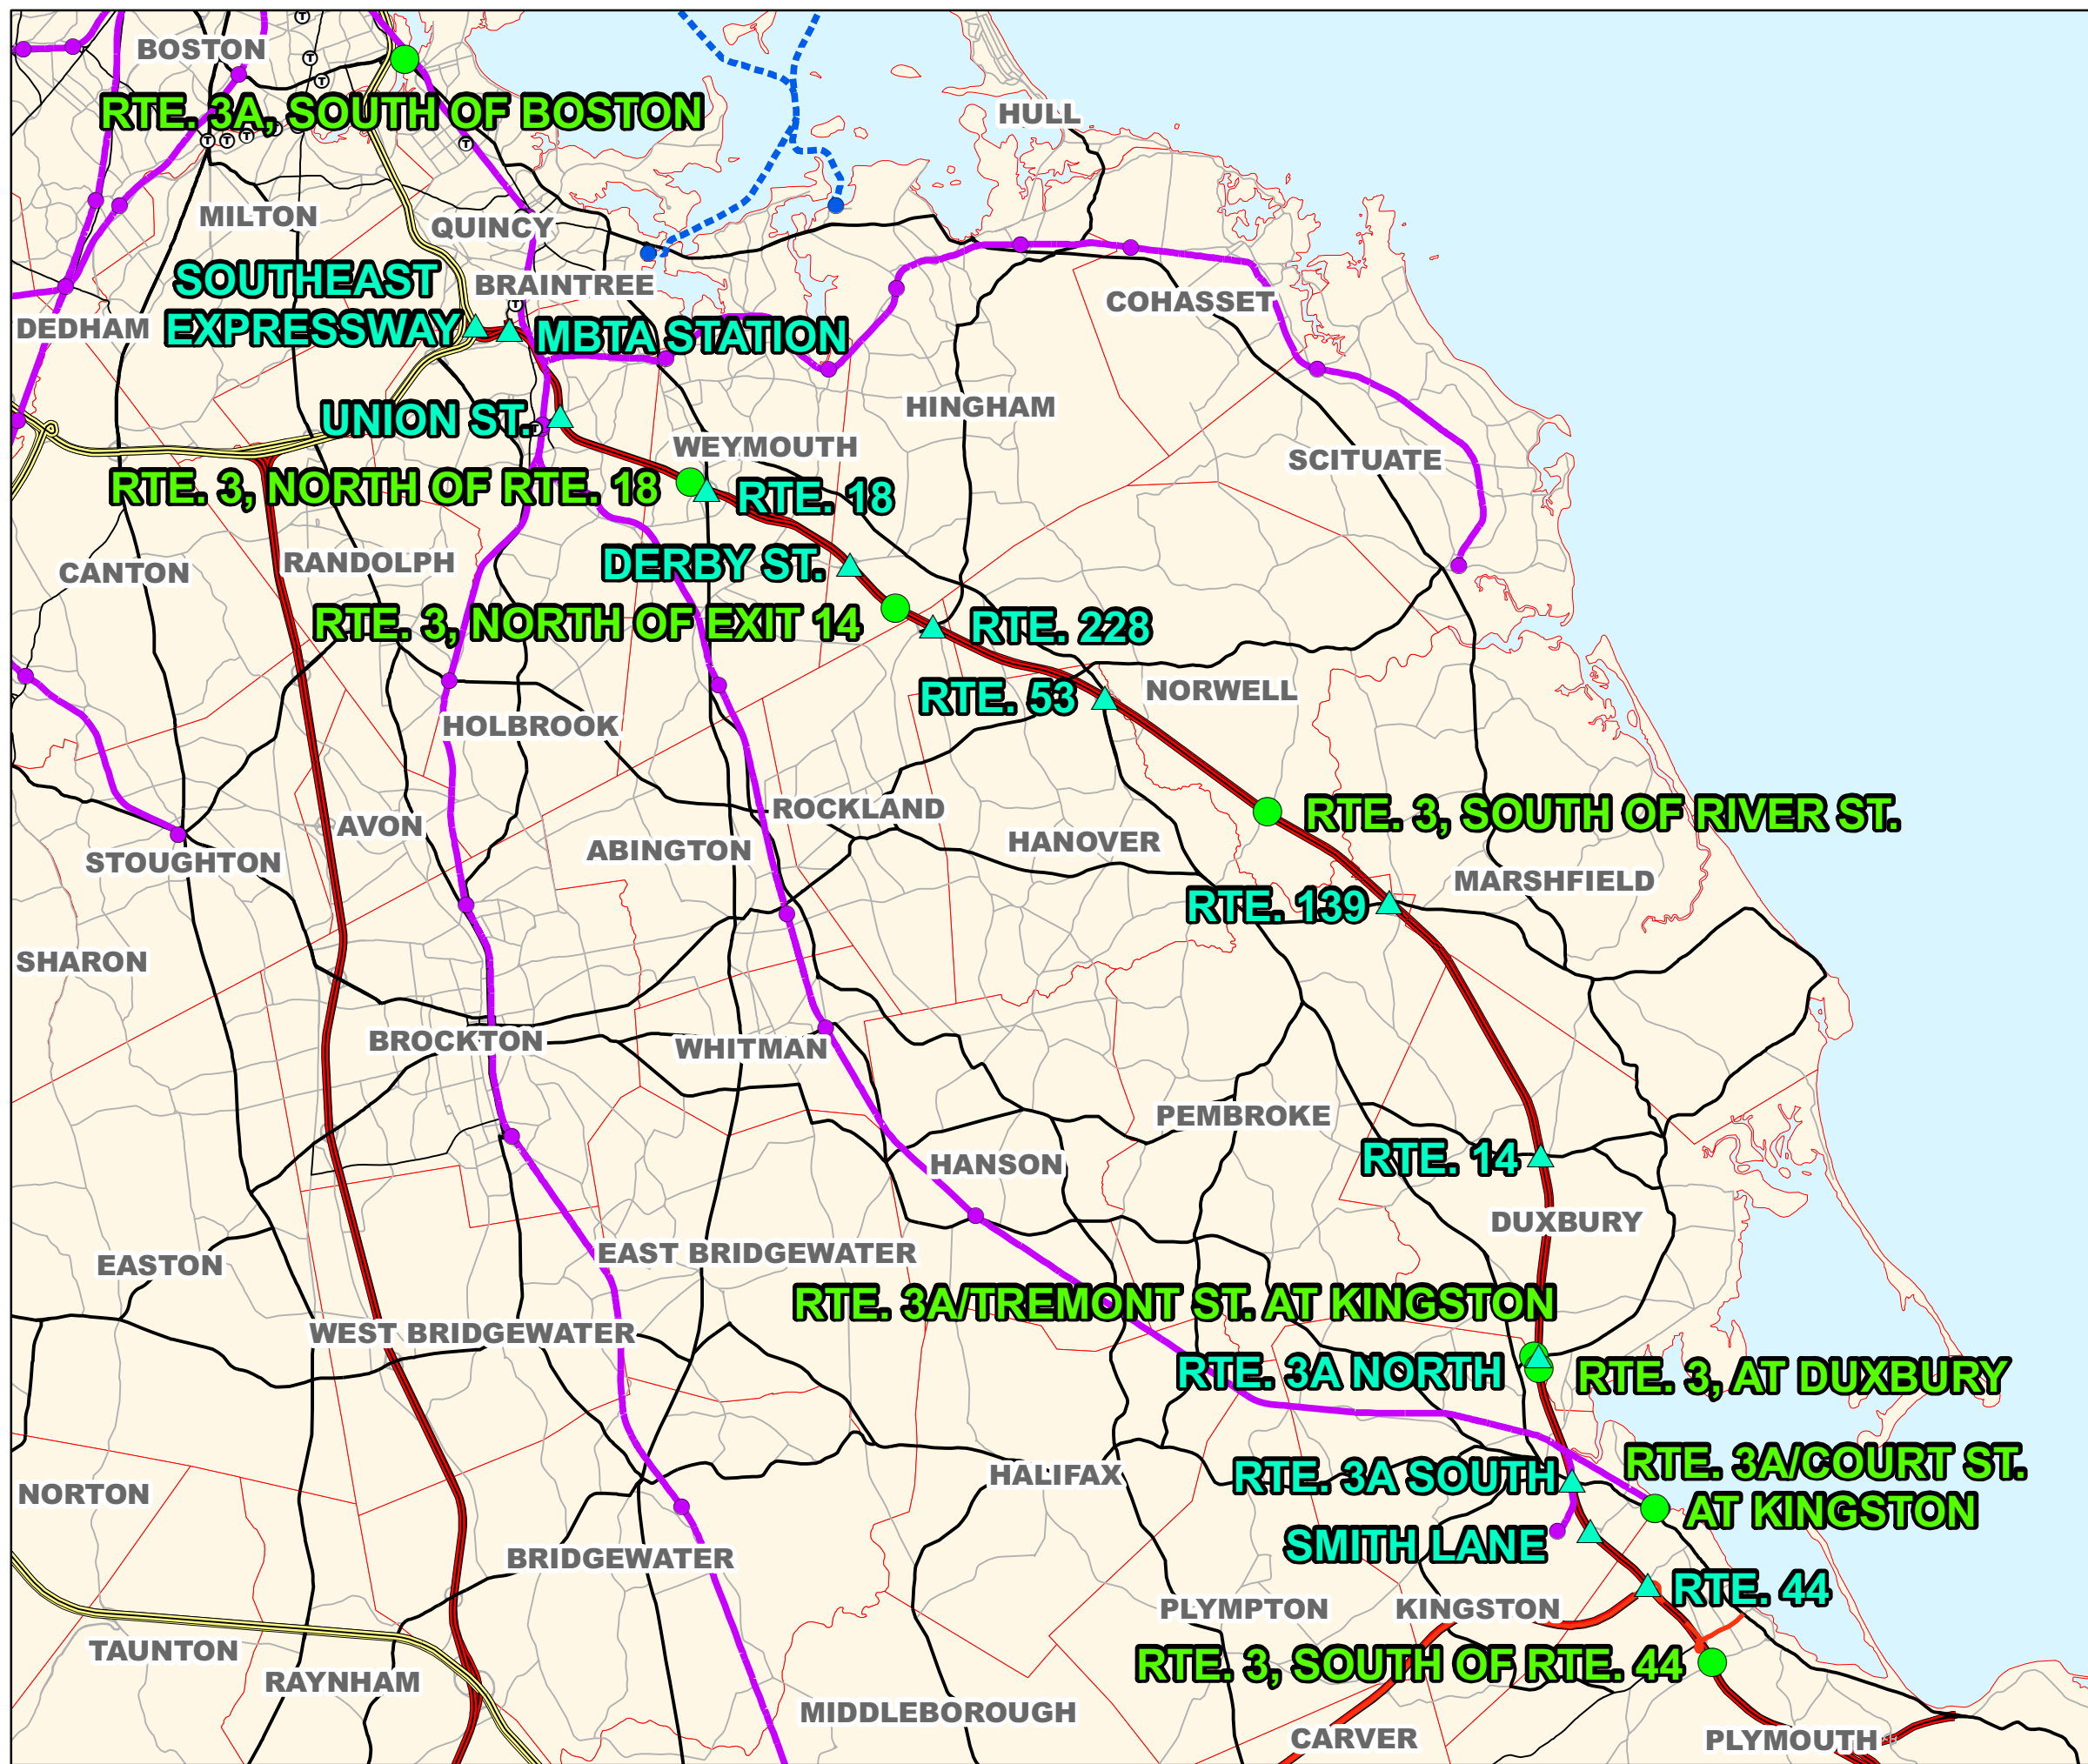 BOSTON
RTE. 3A, SOUTH OF BOSTON
HULL
MILTON
QUINCY
SOUTHEAST
EXPRESSWAY
BRAINTREE
COHASSET
DEDHAM
MBTA STATION
UNION ST.
HINGHAM
WEYMOUTH
SCITUATE
RTE. 3, NORTH OF RTE. 18
RTE. 18
CANTON
RANDOLPH
DERBY ST.
RTE. 3, NORTH OF EXIT 14
RTE. 228
RTE. 53
NORWELL
HOLBROOK
ROCKLAND
RTE. 3, SOUTH OF RIVER ST.
AVON
HANOVER
STOUGHTON
ABINGTON
MARSHFIELD
RTE. 139
SHARON
BROCKTON
WHITMAN
PEMBROKE
HANSON
RTE. 14
DUXBURY
EASTON
EAST BRIDGEWATER
RTE. 3A/TREMONT ST. AT KINGSTON
WEST BRIDGEWATER
RTE. 3A NORTH
RTE. 3, AT DUXBURY
NORTON
HALIFAX
RTE. 3A SOUTH
RTE. 3A/COURT ST.
AT KINGSTON
SMITH LANE
BRIDGEWATER
RTE. 44
PLYMPTON
KINGSTON
TAUNTON
RTE. 3, SOUTH OF RTE. 44
RAYNHAM
MIDDLEBOROUGH
CARVER
PLYMOUTH
T
T
T
T
T
T
T
T
T